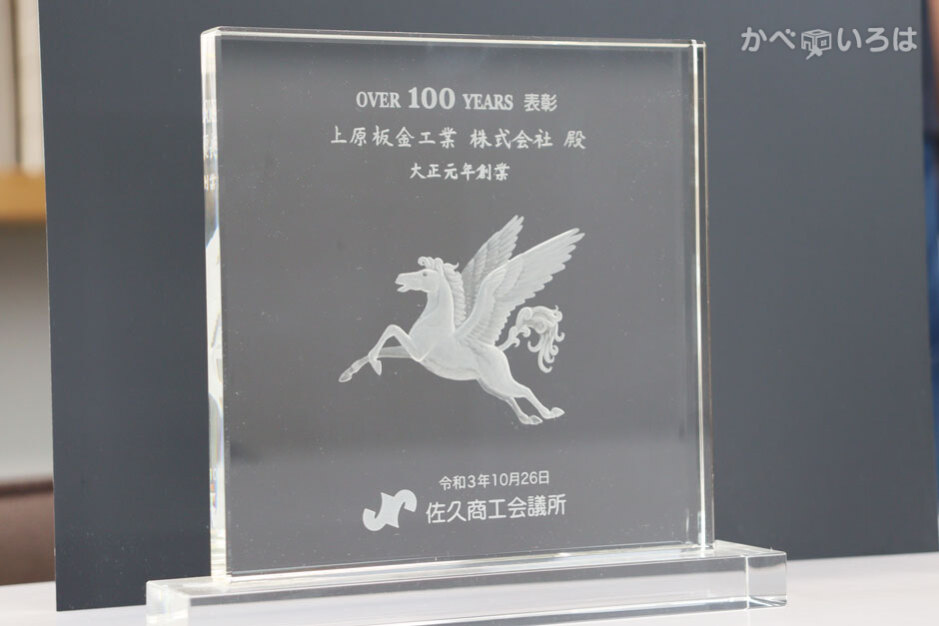 かべいろは
OVER 100 YEARS 表彰
上原板金工業 株式会社 殿
大正元年創業
令和3年10月26日
佐久商工会議所